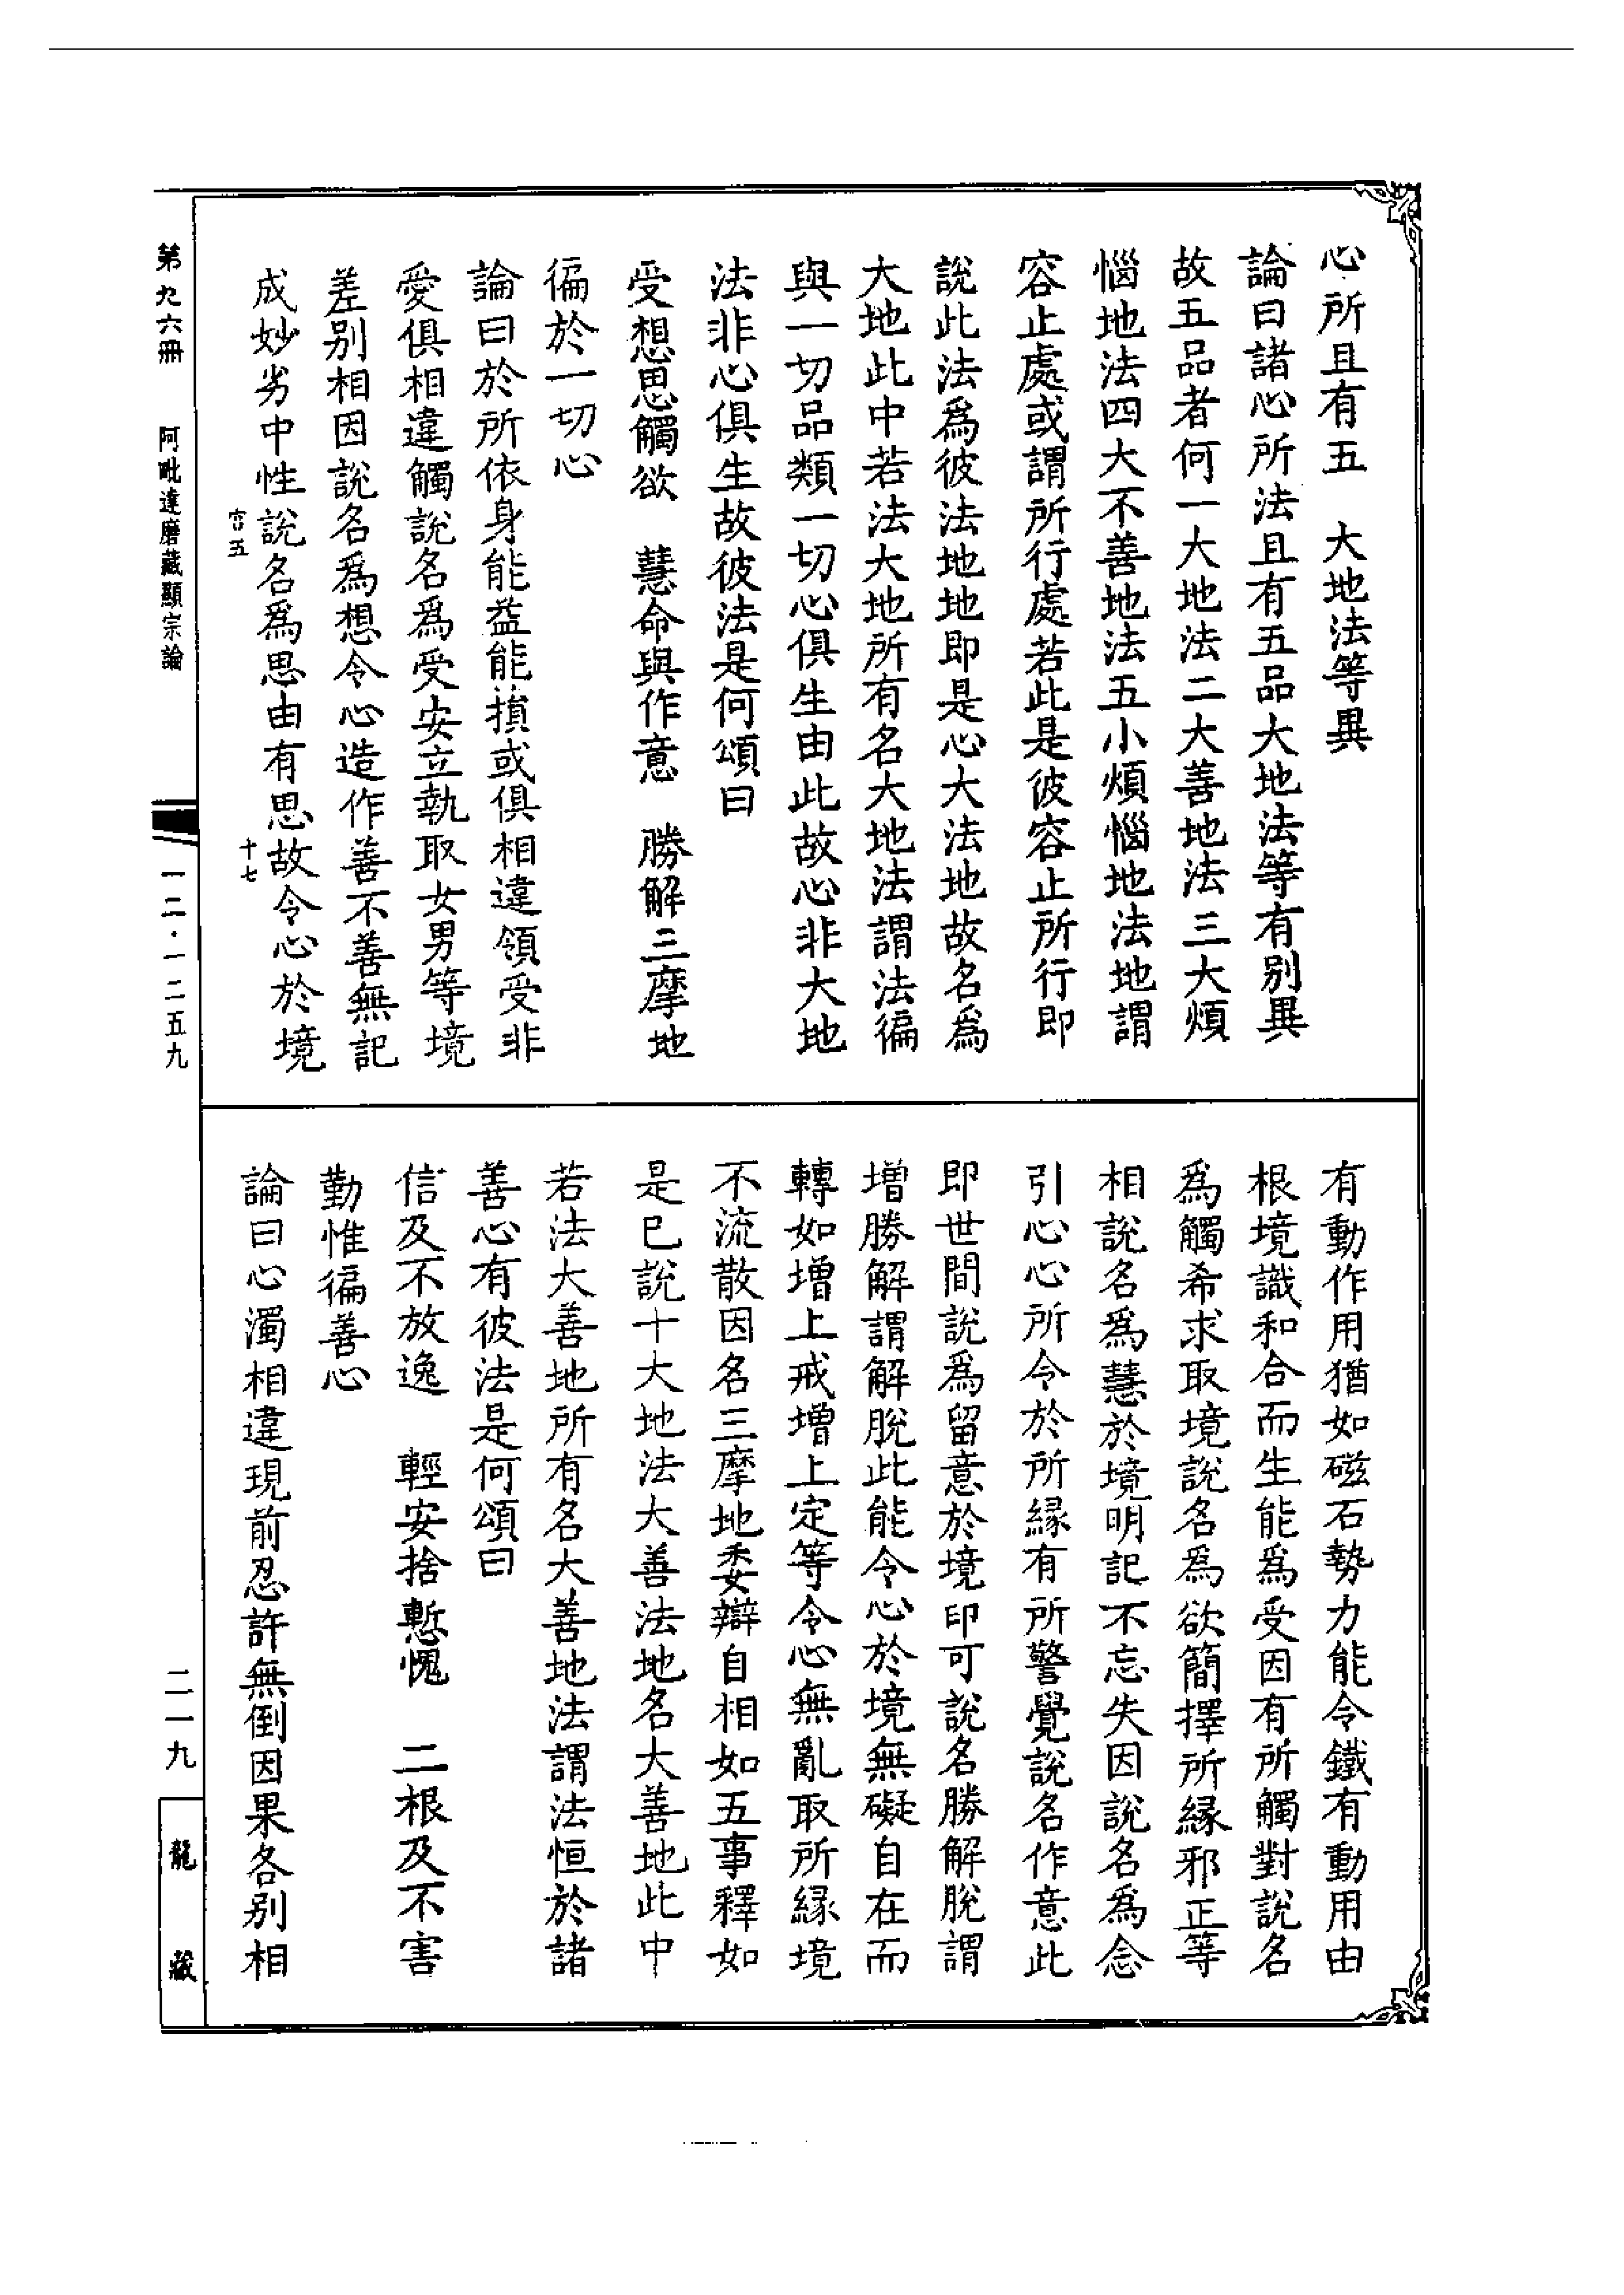 心所且有五　大地法等異
論曰諸心所法且有五品大地法等有別異
故五品者何一大地法二大善地法三大煩
惱地法四大不善地法五小煩惱地法地謂
容止處或謂所行處若此是彼容止所行即
說此法爲彼法地地即是心大法地故名爲
大地此中若法大地所有名大地法謂法徧
與一切品類一切心俱生由此故心非大地
法非心俱生故彼法是何頌曰
受想思觸欲　慧命與作意　勝解三摩地
徧於一切心
論曰於所依身能益能損或俱相違領受非
愛俱相違觸說名爲受安立執取女男等境
差別相因說名爲想令心造作善不善無記
成妙劣中性說名爲思由有思故令心於境
有動作用猶如磁石勢力能令鐵有動用由
根境識和合而生能爲受因有所觸對說名
爲觸希求取境說名爲欲簡擇所縁邪正等
相說名爲慧於境明記不忘失因說名爲念
引心心所令於所縁有所警覺說名作意此
即世間說爲留意於境印可說名勝解脫謂
增勝解謂解脫此能令心於境無礙自在而
轉如增上戒增上定等令心無亂取所縁境
不流散因名三摩地委辯自相如五事釋如
是已說十大地法大善法地名大善地此中
若法大善地所有名大善地法謂法恒於諸
善心有彼法是何頌曰
信及不放逸　輕安捨慙愧　二根及不害
勤惟徧善心
論曰心濁相違現前忍許無倒因果各別相
第九六冊　阿毗達磨藏顯宗論
一二·一二五九
二一九
龍藏
十七